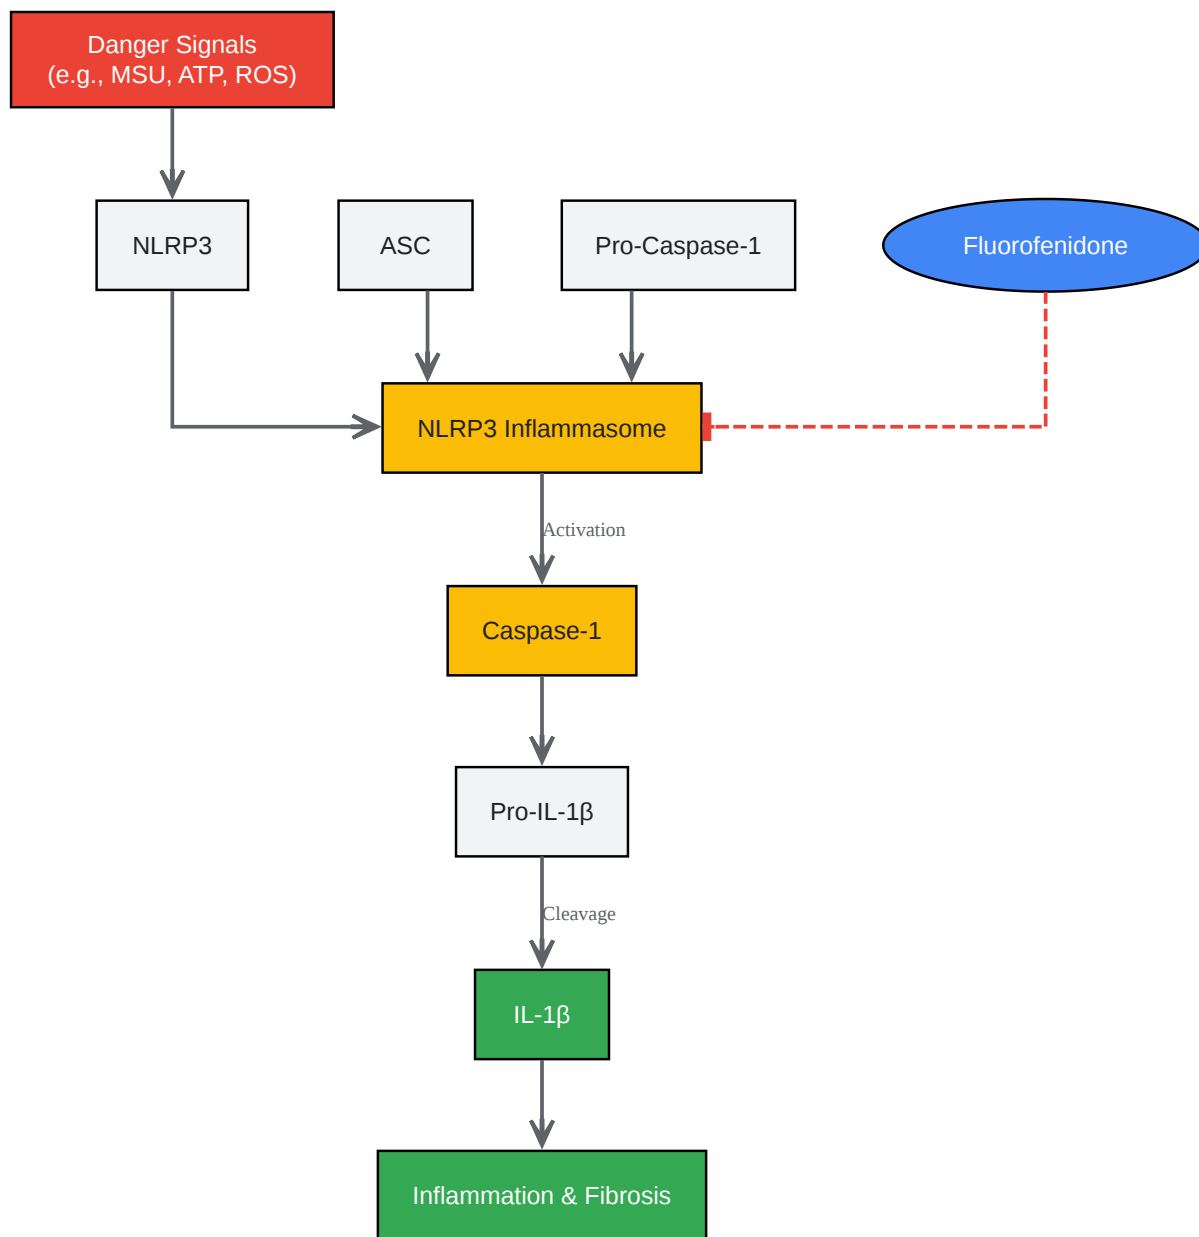 Danger Signals
(e.g., MSU, ATP, ROS)
NLRP3
ASC
Pro-Caspase-1
Fluorofenidone
NLRP3 Inflammasome
Activation
Caspase-1
Pro-IL-1β
Cleavage
IL-1β
Inflammation & Fibrosis